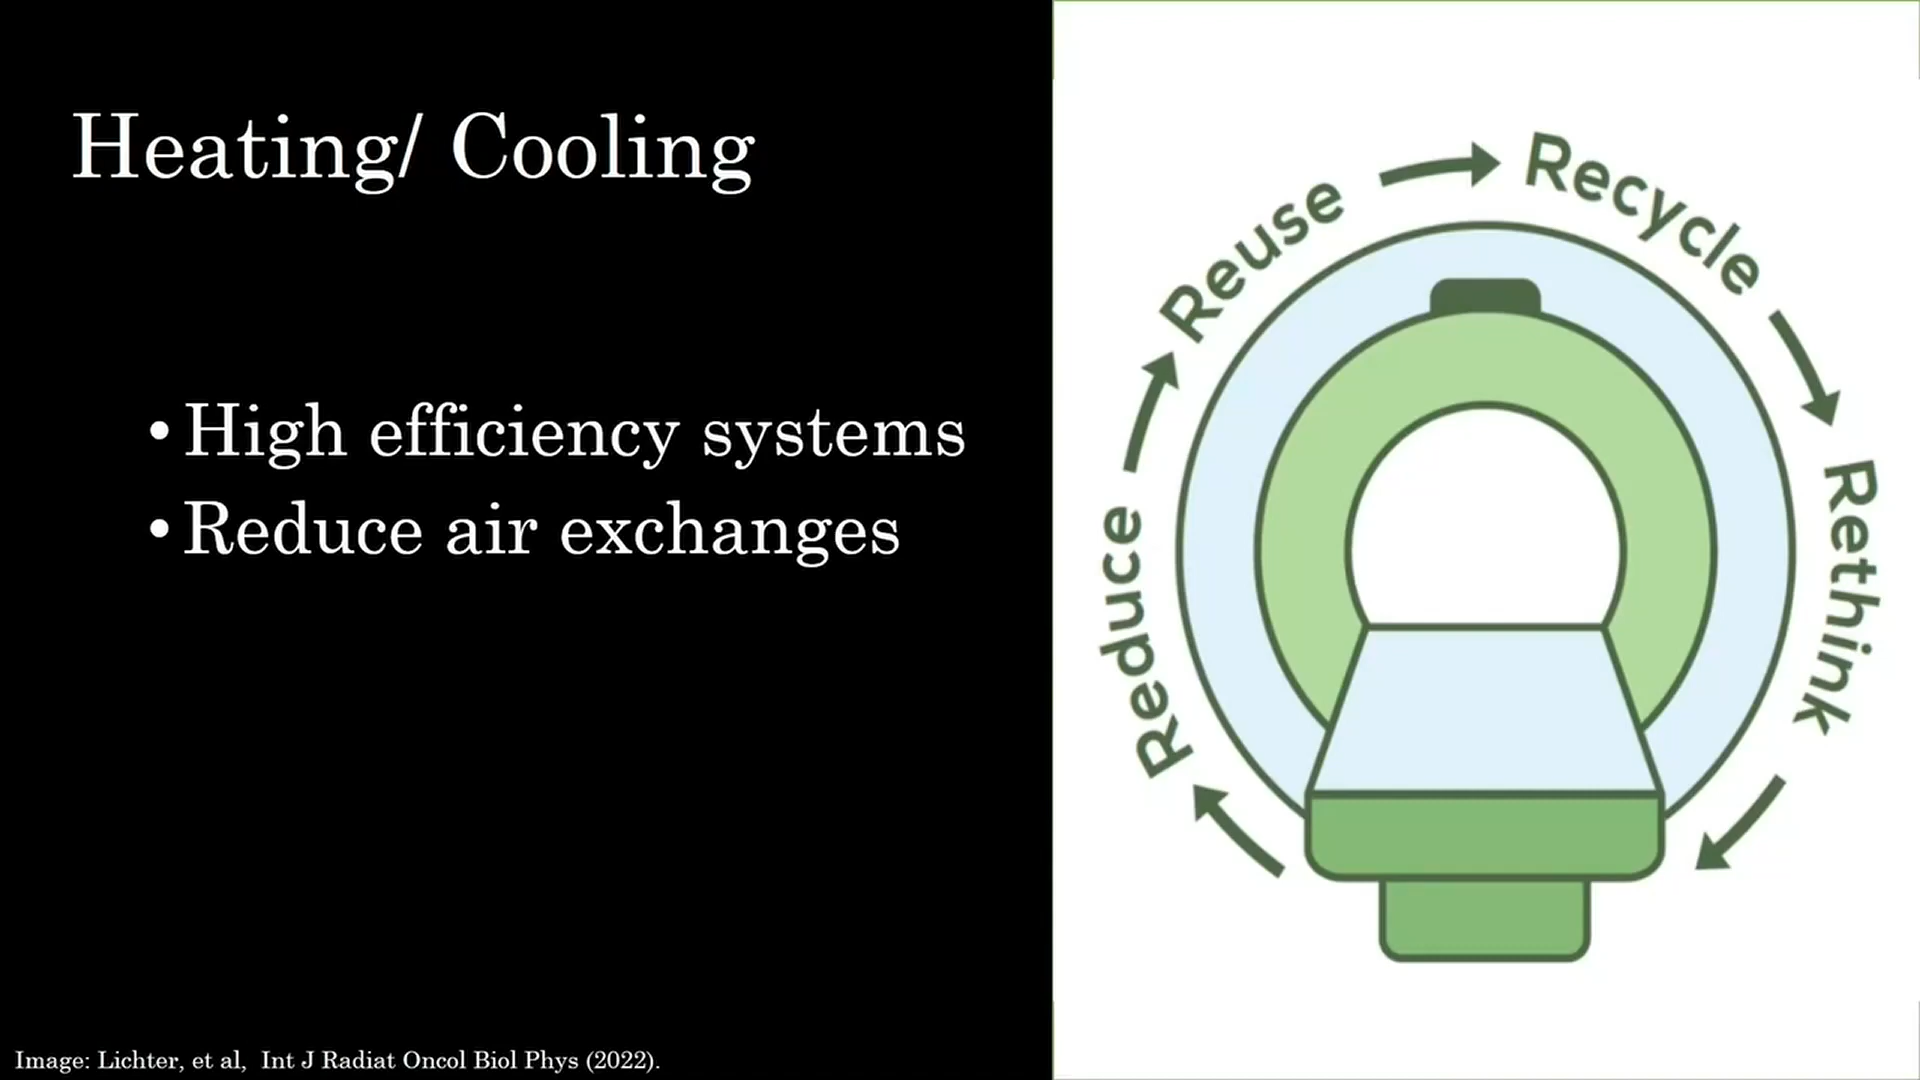 Heating/ Cooling
• High efficiency systems
• Reduce air exchanges
Image: Lichter, et al, Int J Radiat Oncol Biol Phys (2022).
Reduce
Reuse
Recycle
Rethink